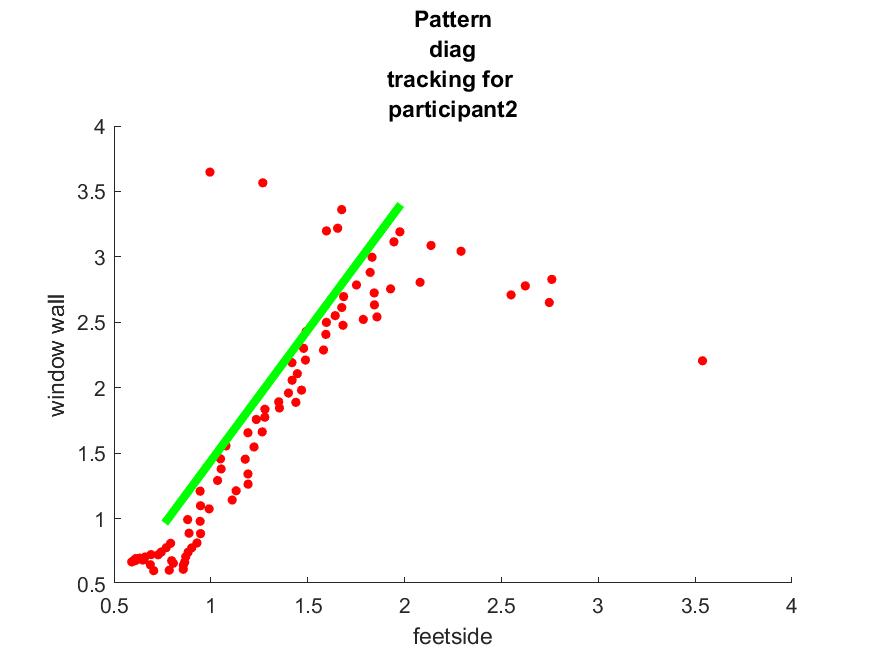 Pattern
diag
tracking for
participant2
4
3.5
3
2.5
2
1.5
1
0.5
window wall
0.5 1 1.5 2 2.5 3 3.5 4
feetside